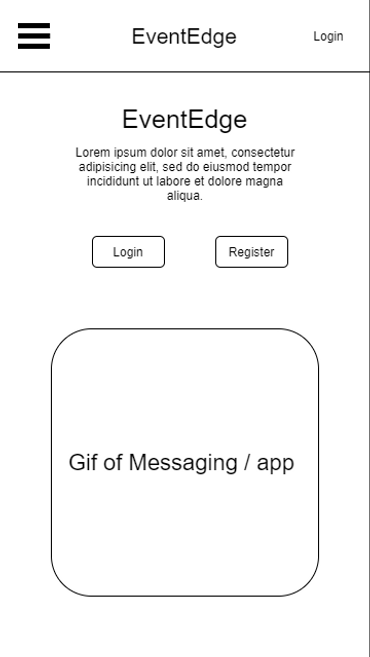 EventEdge
Login
EventEdge
Lorem ipsum dolor sit amet, consectetur
adipisicing elit, sed do eiusmod tempor
incididunt ut labore et dolore magna
aliqua.
Login
Register
Gif of Messaging / app